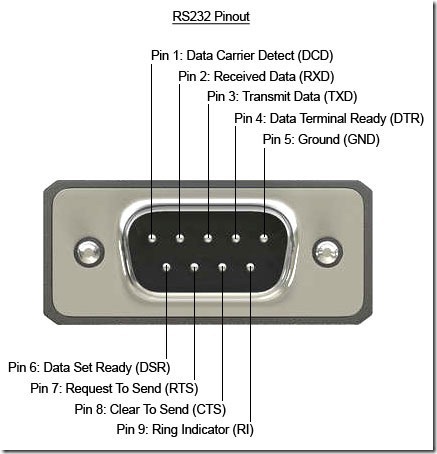 RS232 Pinout
Pin 1: Data Carrier Detect (DCD)
Pin 2: Received Data (RXD)
Pin 3: Transmit Data (TXD)
Pin 4: Data Terminal Ready (DTR)
Pin 5: Ground (GND)
Pin 6: Data Set Ready (DSR)
Pin 7: Request To Send (RTS)
Pin 8: Clear To Send (CTS)
Pin 9: Ring Indicator (RI)